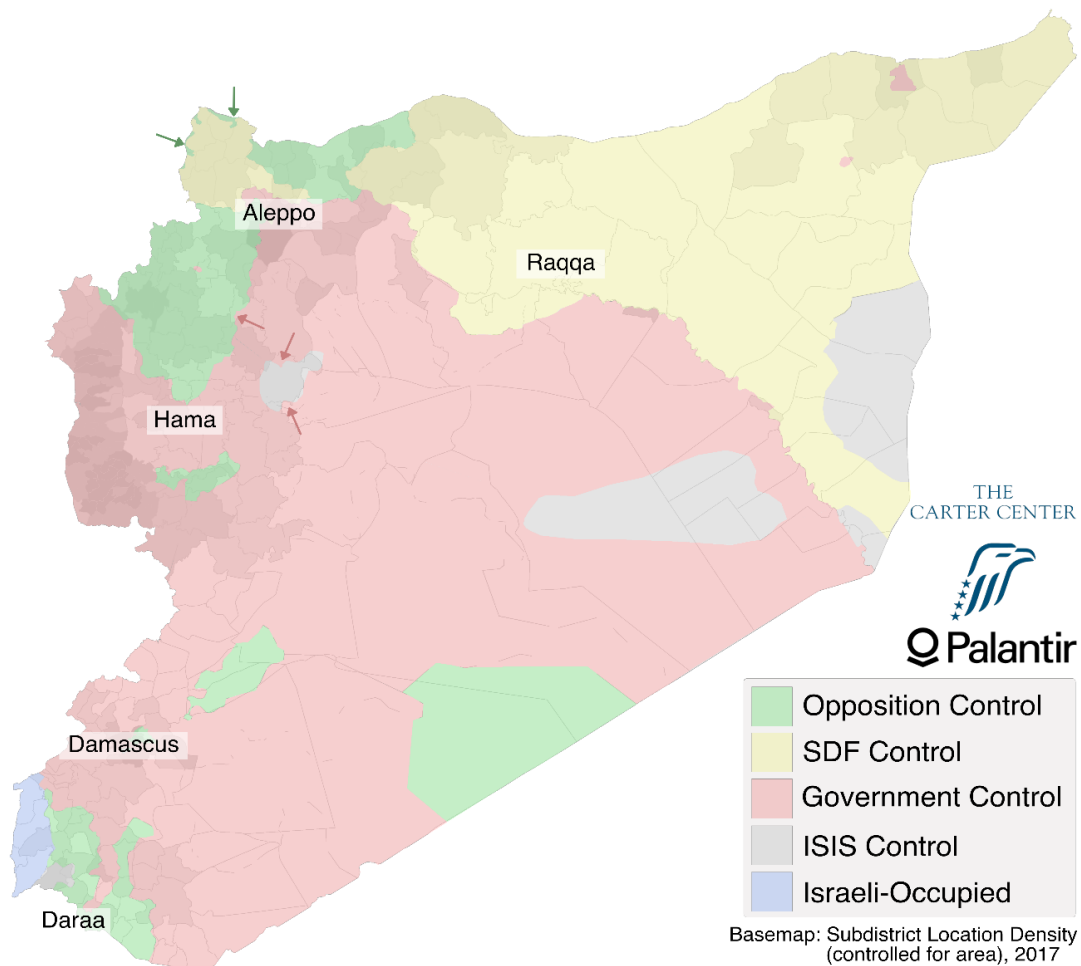 Aleppo
Raqqa
Hama
THE
CARTER CENTER
Palantir
Damascus
Daraa
Opposition Control
SDF Control
Government Control
ISIS Control
Israeli-Occupied
Basemap: Subdistrict Location Density
(controlled for area), 2017